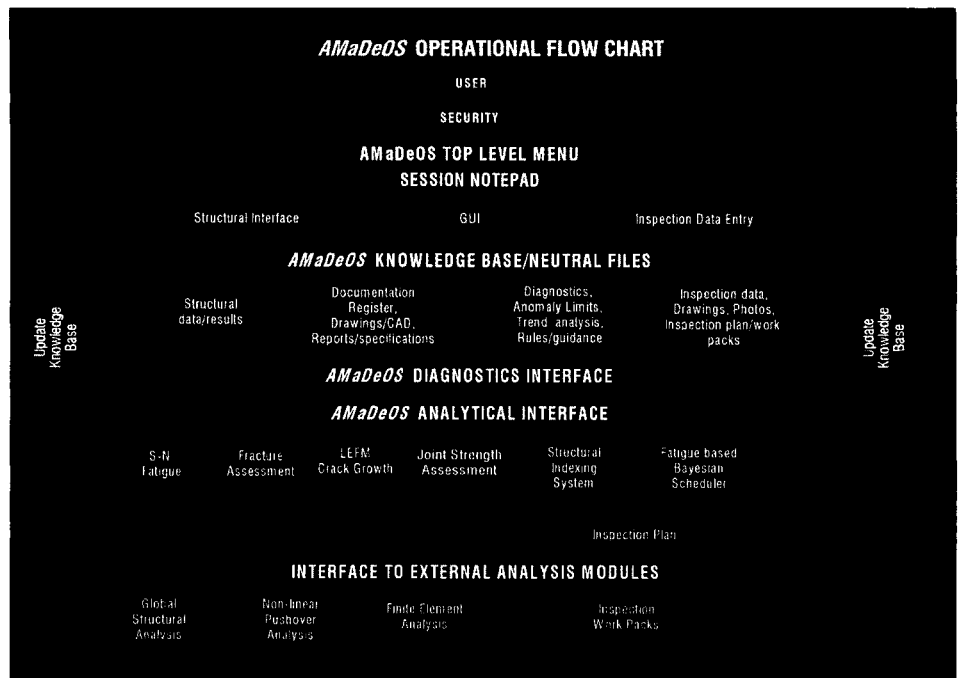 AMaDeOS OPERATIONAL FLOW CHART
USER
SECURITY
AMaDeOS TOP LEVEL MENU
SESSION NOTEPAD
Structural Interface
GUI
Inspection Data Entry
AMaDeOS KNOWLEDGE BASE/NEUTRAL FILES
Structural
data/results
Documentation
Register,
Drawings/CAD,
Reports/specifications
Diagnostics,
Anomaly Limits,
Trend analysis,
Rules/guidance
Inspection data,
Drawings, Photos,
Inspection plan/work
packs
Update
Knowledge
Base
Update
Knowledge
Base
AMaDeOS DIAGNOSTICS INTERFACE
AMaDeOS ANALYTICAL INTERFACE
S-N
Fatigue
Fracture
Assessment
LEFM
Crack Growth
Joint Strength
Assessment
Structural
Indexing
System
Fatigue based
Bayesian
Scheduler
Inspection Plan
INTERFACE TO EXTERNAL ANALYSIS MODULES
Global
Structural
Analysis
Non-linear
Pushover
Analysis
Finite Element
Analysis
Inspection
Work Packs